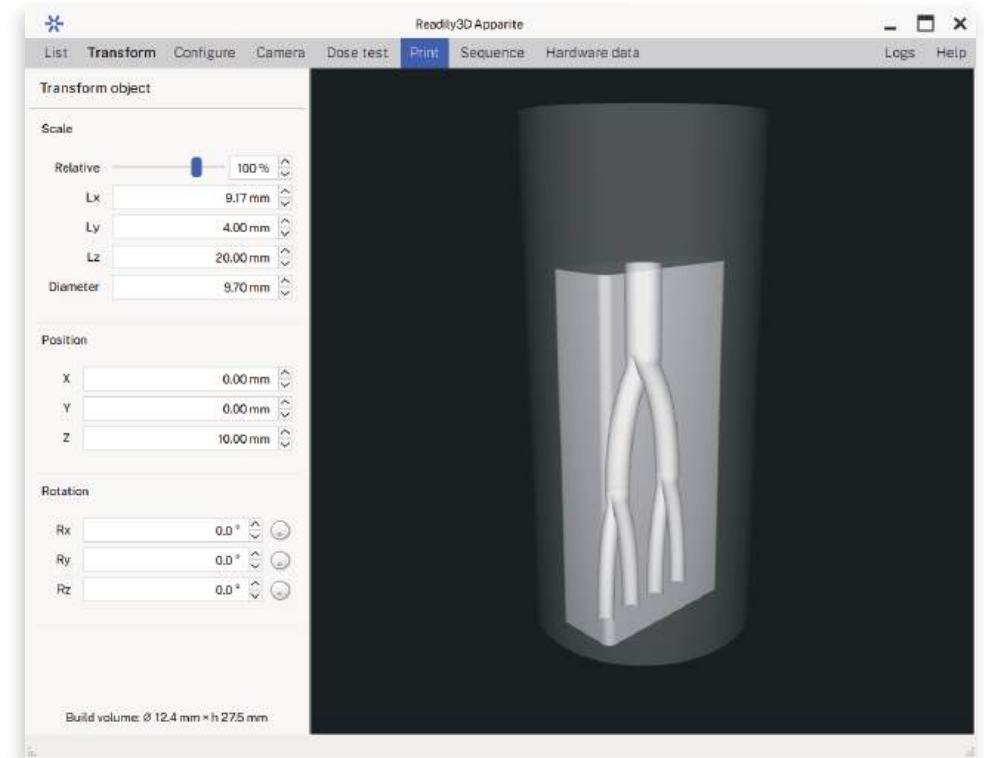 Readily3D Apparite
List Transform Configure Camera Dose test Print Sequence Hardware data Logs Help
Transform object
Scale
Relative 100 %
Lx 9.17 mm
Ly 4.00 mm
Lz 20.00 mm
Diameter 9.70 mm
Position
X 0.00 mm
Y 0.00 mm
Z 10.00 mm
Rotation
Rx 0.0 °
Ry 0.0 °
Rz 0.0 °
Build volume: Ø 12.4 mm × h 27.5 mm